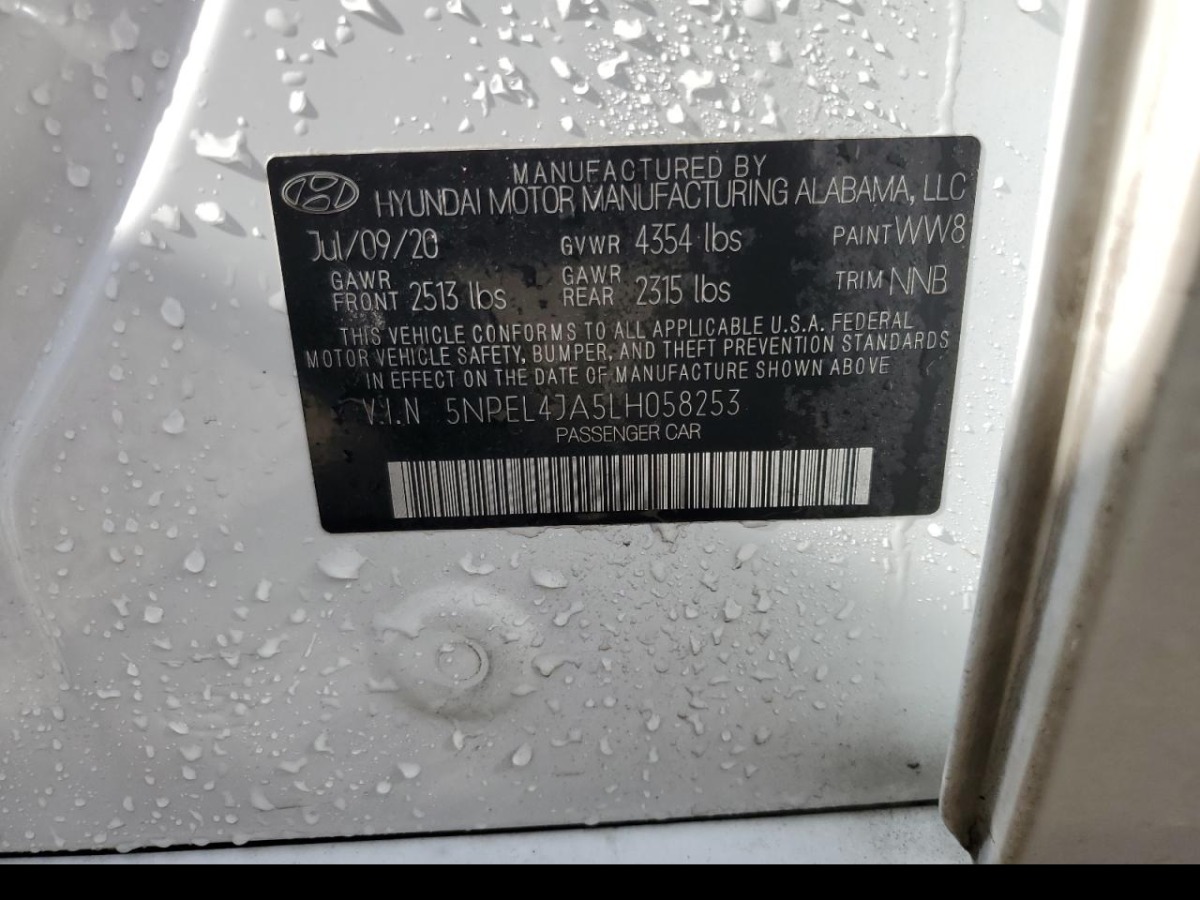 MANUFACTURED BY
HYUNDAI MOTOR MANUFACTURING ALABAMA, LLC
Jul/09/20 GVWR 4354 lbs PAINT WW8
GAWR FRONT 2513 lbs GAWR REAR 2315 lbs TRIM NNB
THIS VEHICLE CONFORMS TO ALL APPLICABLE U.S.A. FEDERAL
MOTOR VEHICLE SAFETY, BUMPER, AND THEFT PREVENTION STANDARDS
IN EFFECT ON THE DATE OF MANUFACTURE SHOWN ABOVE
V.I.N 5NPEL4JA5LH058253
PASSENGER CAR